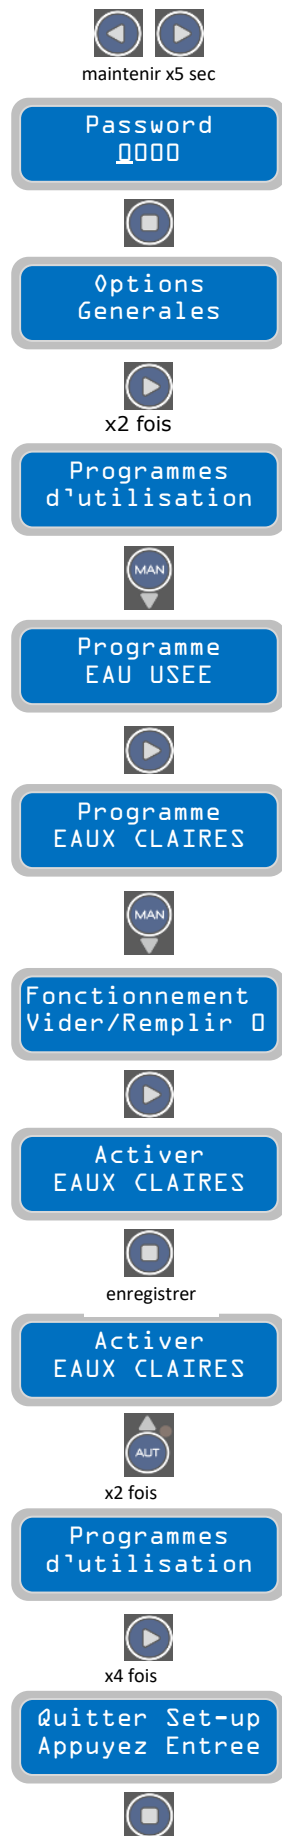 maintenir x5 sec
Password
0000
Options
Generales
x2 fois
Programmes
d'utilisation
MAN
Programme
EAU USEE
Programme
EAUX CLAIRES
MAN
Fonctionnement
Vider/Remplir 0
Activer
EAUX CLAIRES
enregistrer
Activer
EAUX CLAIRES
AUT
x2 fois
Programmes
d'utilisation
x4 fois
Quitter Set-up
Appuyez Entree